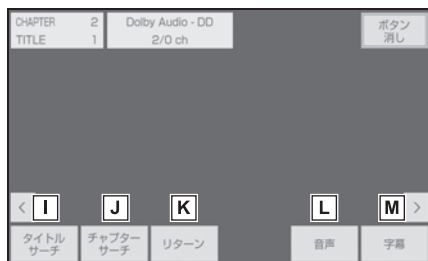 CHAPTER 2
TITLE 1
Dolby Audio - DD
2/0 ch
ボタン
消し
< I J K L M >
タイトル
サーチ
チャプター
サーチ
リターン
音声
字幕